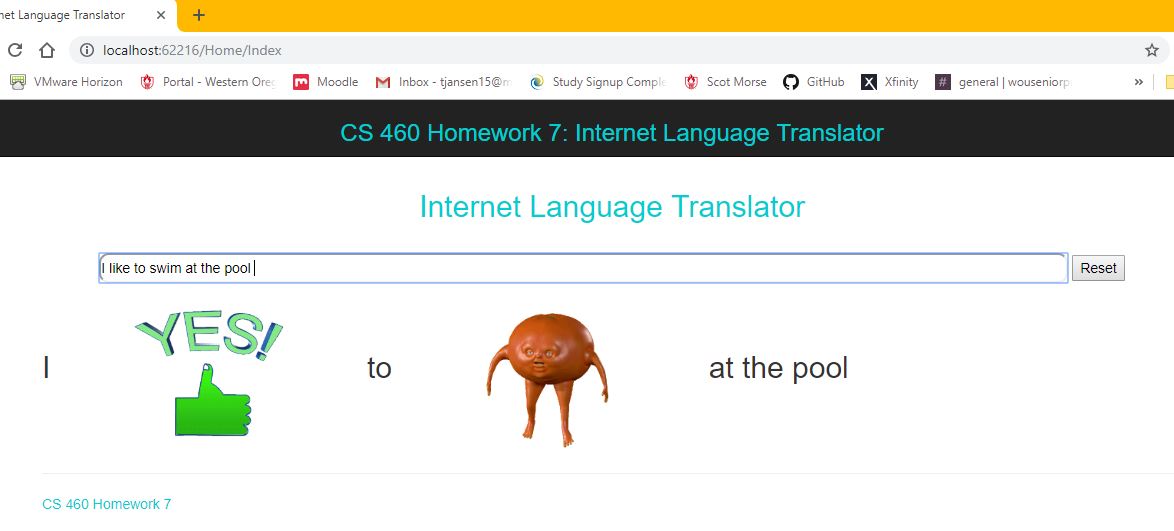 net Language Translator
localhost:62216/Home/Index
VMware Horizon Portal - Western Oreg Moodle Inbox - tjansen15@m Study Signup Comple Scot Morse GitHub Xfinity general | wouseniorp »
CS 460 Homework 7: Internet Language Translator
Internet Language Translator
I like to swim at the pool Reset
YES!
I to at the pool
CS 460 Homework 7